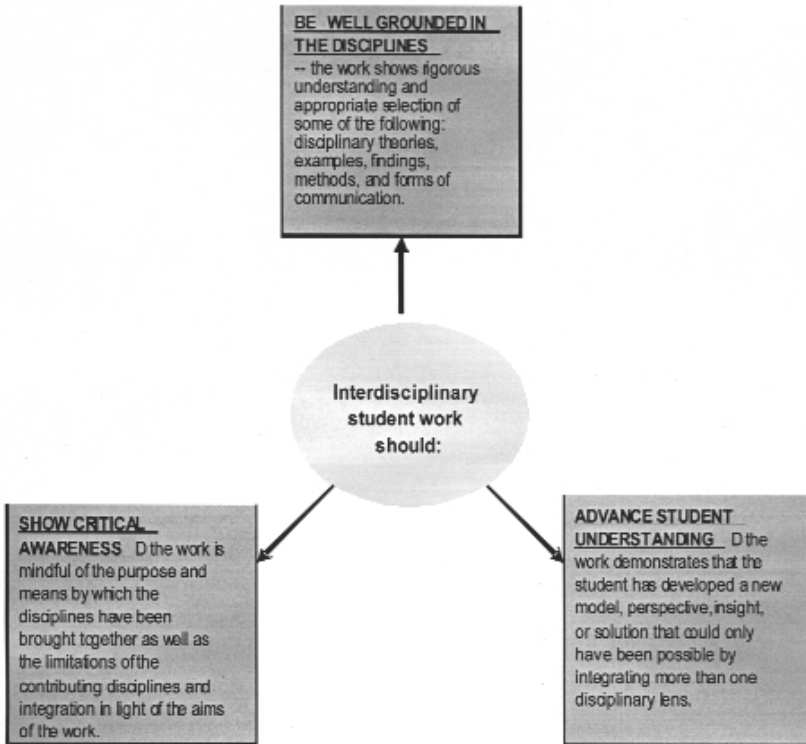 BE WELL GROUNDED IN
THE DISCIPLINES
-- the work shows rigorous
understanding and
appropriate selection of
some of the following:
disciplinary theories,
examples, findings,
methods, and forms of
communication.
Interdisciplinary
student work
should:
SHOW CRITICAL
AWARENESS D the work is
mindful of the purpose and
means by which the
disciplines have been
brought together as well as
the limitations of the
contributing disciplines and
integration in light of the aims
of the work.
ADVANCE STUDENT
UNDERSTANDING D the
work demonstrates that the
student has developed a new
model, perspective, insight,
or solution that could only
have been possible by
integrating more than one
disciplinary lens.